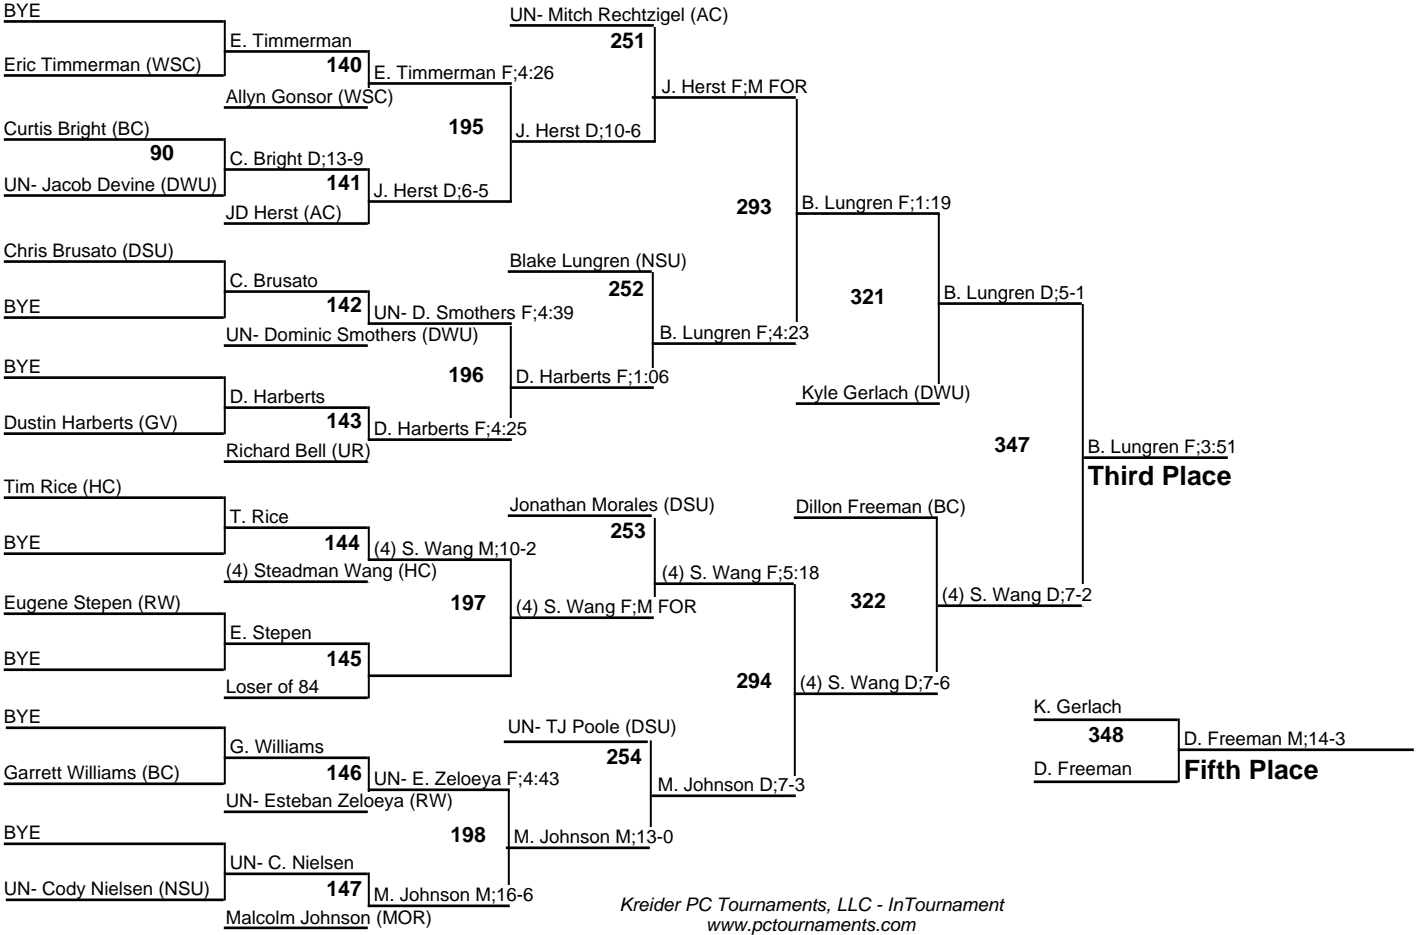 BYE
UN- Mitch Rechtzigel (AC)
E. Timmerman
251
Eric Timmerman (WSC)
140
E. Timmerman F;4:26
J. Herst F;M FOR
Allyn Gonsor (WSC)
Curtis Bright (BC)
195
J. Herst D;10-6
90
C. Bright D;13-9
UN- Jacob Devine (DWU)
141
J. Herst D;6-5
JD Herst (AC)
293
B. Lungren F;1:19
Chris Brusato (DSU)
Blake Lungren (NSU)
C. Brusato
252
321
B. Lungren D;5-1
BYE
142
UN- D. Smothers F;4:39
UN- Dominic Smothers (DWU)
B. Lungren F;4:23
BYE
196
D. Harberts F;1:06
D. Harberts
Kyle Gerlach (DWU)
Dustin Harberts (GV)
143
D. Harberts F;4:25
Richard Bell (UR)
347
B. Lungren F;3:51
Third Place
Tim Rice (HC)
Jonathan Morales (DSU)
Dillon Freeman (BC)
T. Rice
253
BYE
144
(4) S. Wang M;10-2
(4) Steadman Wang (HC)
(4) S. Wang F;5:18
Eugene Stepen (RW)
197
(4) S. Wang F;M FOR
322
(4) S. Wang D;7-2
E. Stepen
BYE
145
Loser of 84
294
(4) S. Wang D;7-6
BYE
UN- TJ Poole (DSU)
K. Gerlach
G. Williams
254
348
D. Freeman M;14-3
Garrett Williams (BC)
146
UN- E. Zeloeya F;4:43
M. Johnson D;7-3
D. Freeman
Fifth Place
UN- Esteban Zeloeya (RW)
BYE
198
M. Johnson M;13-0
UN- C. Nielsen
UN- Cody Nielsen (NSU)
147
M. Johnson M;16-6
Malcolm Johnson (MOR)
Kreider PC Tournaments, LLC - InTournament
www.pctournaments.com